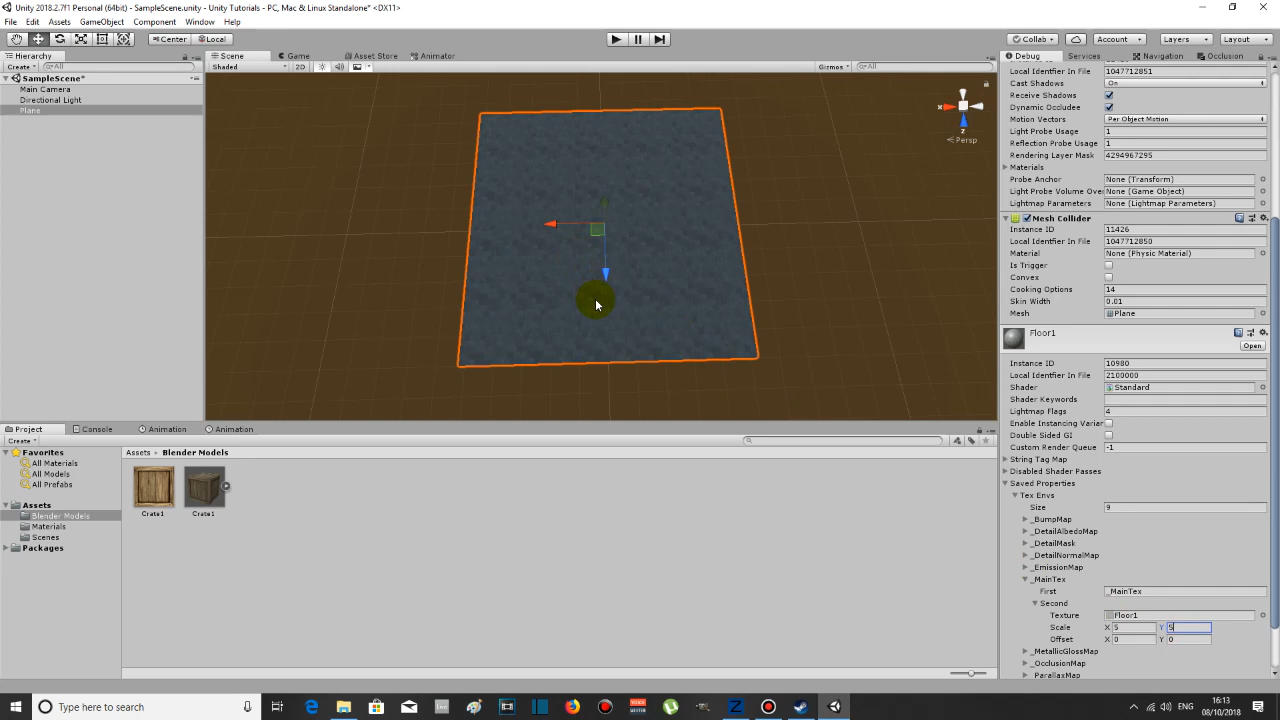 Unity 2018.2.7f1 Personal (64bit) - SampleScene.unity - Unity Tutorials - PC, Mac & Linux Standalone* <DX11>
File Edit Assets GameObject Component Window Help
Center Local Collab Account Layers Layout
Hierarchy Scene Game Asset Store Animator Debug Services Navigation Occlusion
Create All Shaded 2D Gizmos All
SampleScene*
Main Camera
Directional Light
Plane
Persp
Local Identifier In File 1047712851
Cast Shadows On
Receive Shadows
Dynamic Occludee
Motion Vectors Per Object Motion
Light Probe Usage 1
Reflection Probe Usage 1
Rendering Layer Mask 4294967295
Materials
Probe Anchor None (Transform)
Light Probe Volume Over None (Game Object)
Lightmap Parameters None (Lightmap Parameters)
Mesh Collider
Instance ID 11426
Local Identifier In File 1047712850
Material None (Physic Material)
Is Trigger
Convex
Cooking Options 14
Skin Width 0.01
Mesh Plane
Floor1
Open
Instance ID 10980
Local Identfier In File 2100000
Shader Standard
Shader Keywords
Lightmap Flags 4
Enable Instancing Varian
Double Sided GI
Custom Render Queue -1
String Tag Map
Disabled Shader Passes
Saved Properties
Tex Envs
Size 9
_BumpMap
_DetailAlbedoMap
_DetailMask
_DetailNormalMap
_EmissionMap
_MainTex
First _MainTex
Second
Texture Floor1
Scale X 5 Y 5
Offset X 0 Y 0
_MetallicGlossMap
_OcclusionMap
_ParallaxMap
Project Console Animation Animation
Create
Favorites
All Materials
All Models
All Prefabs
Assets
Blender Models
Materials
Scenes
Packages
Assets Blender Models
Crate1 Crate1
Type here to search
ENG
16:13
08/10/2018